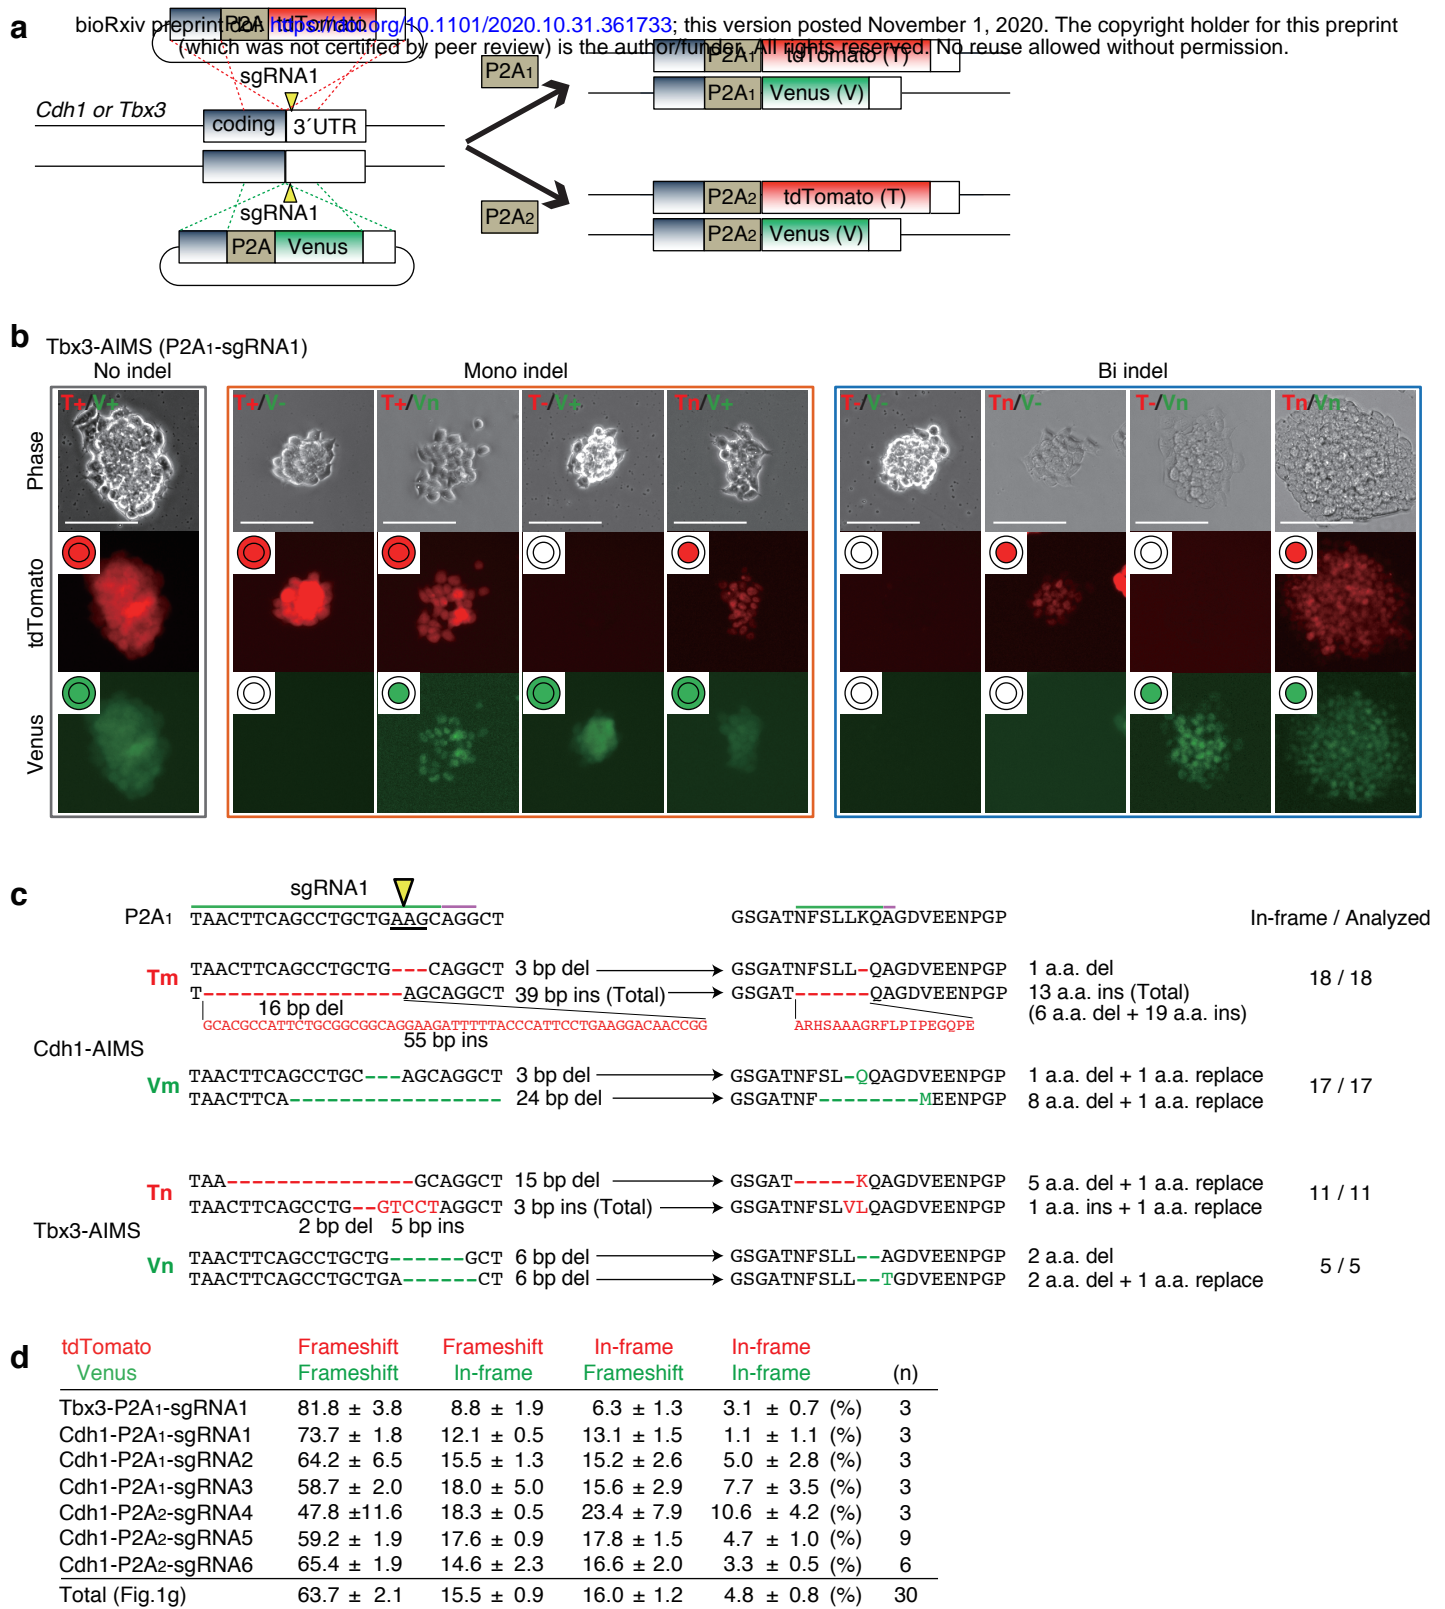 a
bioRxiv preprint doi: https://doi.org/10.1101/2020.10.31.361733; this version posted November 1, 2020. The copyright holder for this preprint
(which was not certified by peer review) is the author/funder. All rights reserved. No reuse allowed without permission.
P2A tdTomato
sgRNA1
Cdh1 or Tbx3
coding 3´UTR
sgRNA1
P2A Venus
P2A1
P2A2
P2A1 tdTomato (T)
P2A1 Venus (V)
P2A2 tdTomato (T)
P2A2 Venus (V)
b
Tbx3-AIMS (P2A1-sgRNA1)
No indel Mono indel Bi indel
T+/V+ T+/V- T+/Vn T-/V+ Tn/V+ T-/V- Tn/V- T-/Vn Tn/Vn
Phase
tdTomato
Venus
c
sgRNA1
P2A1 TAACTTCAGCCTGCTGAAGCAGGCT GSGATNFSLLKQAGDVEENPGP In-frame / Analyzed
Cdh1-AIMS
Tm
TAACTTCAGCCTGCTG---CAGGCT 3 bp del GSGATNFSLL-QAGDVEENPGP 1 a.a. del
T----------------AGCAGGCT 39 bp ins (Total) GSGAT------QAGDVEENPGP 13 a.a. ins (Total)
18 / 18
16 bp del (6 a.a. del + 19 a.a. ins)
GCACGCCATTCTGCGGCGGCAGGAAGATTTTTACCCATTCCTGAAGGACAACCGG ARHSAAAGRFLPIPEGQPE
55 bp ins
Vm
TAACTTCAGCCTGC---AGCAGGCT 3 bp del GSGATNFSL-QQAGDVEENPGP 1 a.a. del + 1 a.a. replace
TAACTTCA----------------- 24 bp del GSGATNF--------MEENPGP 8 a.a. del + 1 a.a. replace
17 / 17
Tbx3-AIMS
Tn
TAA---------------GCAGGCT 15 bp del GSGAT-----KQAGDVEENPGP 5 a.a. del + 1 a.a. replace
TAACTTCAGCCTG--GTCCTAGGCT 3 bp ins (Total) GSGATNFSLVLQAGDVEENPGP 1 a.a. ins + 1 a.a. replace
11 / 11
2 bp del 5 bp ins
Vn
TAACTTCAGCCTGCTG------GCT 6 bp del GSGATNFSLL--AGDVEENPGP 2 a.a. del
TAACTTCAGCCTGCTGA------CT 6 bp del GSGATNFSLL--TGDVEENPGP 2 a.a. del + 1 a.a. replace
5 / 5
d
tdTomato Frameshift Frameshift In-frame In-frame
Venus Frameshift In-frame Frameshift In-frame (n)
Tbx3-P2A1-sgRNA1 81.8 ± 3.8 8.8 ± 1.9 6.3 ± 1.3 3.1 ± 0.7 (%) 3
Cdh1-P2A1-sgRNA1 73.7 ± 1.8 12.1 ± 0.5 13.1 ± 1.5 1.1 ± 1.1 (%) 3
Cdh1-P2A1-sgRNA2 64.2 ± 6.5 15.5 ± 1.3 15.2 ± 2.6 5.0 ± 2.8 (%) 3
Cdh1-P2A1-sgRNA3 58.7 ± 2.0 18.0 ± 5.0 15.6 ± 2.9 7.7 ± 3.5 (%) 3
Cdh1-P2A2-sgRNA4 47.8 ±11.6 18.3 ± 0.5 23.4 ± 7.9 10.6 ± 4.2 (%) 3
Cdh1-P2A2-sgRNA5 59.2 ± 1.9 17.6 ± 0.9 17.8 ± 1.5 4.7 ± 1.0 (%) 9
Cdh1-P2A2-sgRNA6 65.4 ± 1.9 14.6 ± 2.3 16.6 ± 2.0 3.3 ± 0.5 (%) 6
Total (Fig.1g) 63.7 ± 2.1 15.5 ± 0.9 16.0 ± 1.2 4.8 ± 0.8 (%) 30